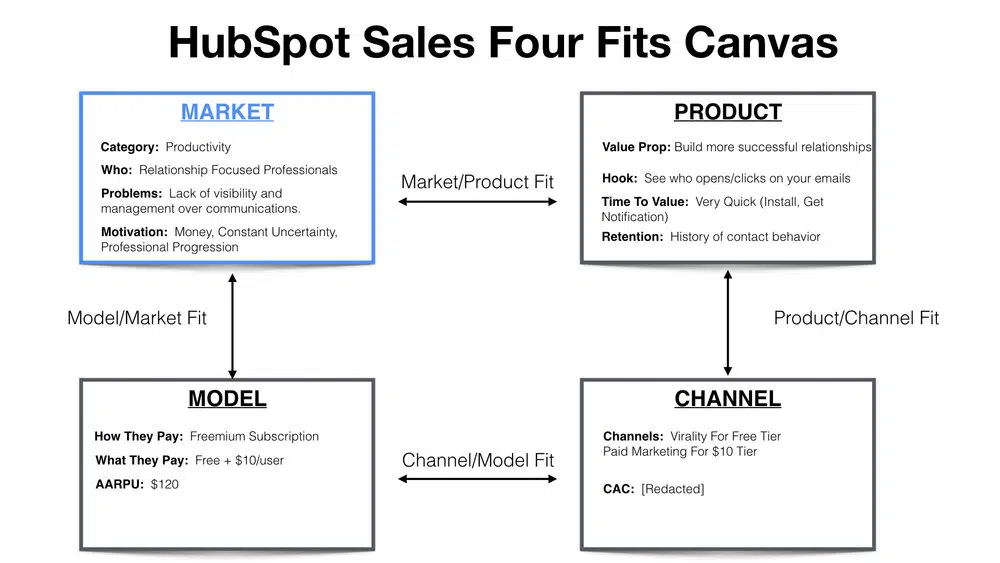 HubSpot Sales Four Fits Canvas
MARKET
Category: Productivity
Who: Relationship Focused Professionals
Problems: Lack of visibility and
management over communications.
Motivation: Money, Constant Uncertainty,
Professional Progression
Market/Product Fit
PRODUCT
Value Prop: Build more successful relationships
Hook: See who opens/clicks on your emails
Time To Value: Very Quick (Install, Get
Notification)
Retention: History of contact behavior
Model/Market Fit
Product/Channel Fit
MODEL
How They Pay: Freemium Subscription
What They Pay: Free + $10/user
AARPU: $120
Channel/Model Fit
CHANNEL
Channels: Virality For Free Tier
Paid Marketing For $10 Tier
CAC: [Redacted]